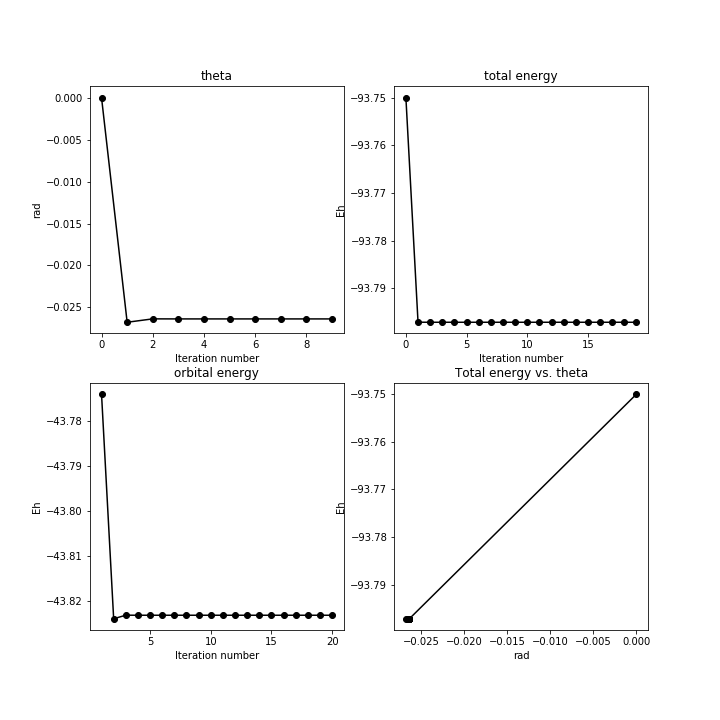 theta
0.000
−0.005
−0.010
−0.015
−0.020
−0.025
rad
0 2 4 6 8
Iteration number
total energy
−93.75
−93.76
−93.77
−93.78
−93.79
Eh
0 5 10 15
Iteration number
orbital energy
−43.78
−43.79
−43.80
−43.81
−43.82
Eh
5 10 15 20
Iteration number
Total energy vs. theta
−93.75
−93.76
−93.77
−93.78
−93.79
Eh
−0.025 −0.020 −0.015 −0.010 −0.005 0.000
rad